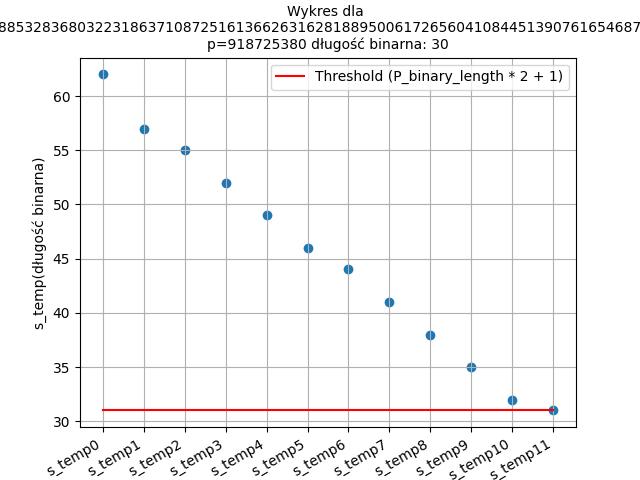 Wykres dla
885328368032231863710872516136626316281889500617265604108445139076165468​7
p=918725380 długość binarna: 30
Threshold (P_binary_length * 2 + 1)
s_temp(długość binarna)
60
55
50
45
40
35
30
s_temp0
s_temp1
s_temp2
s_temp3
s_temp4
s_temp5
s_temp6
s_temp7
s_temp8
s_temp9
s_temp10
s_temp11